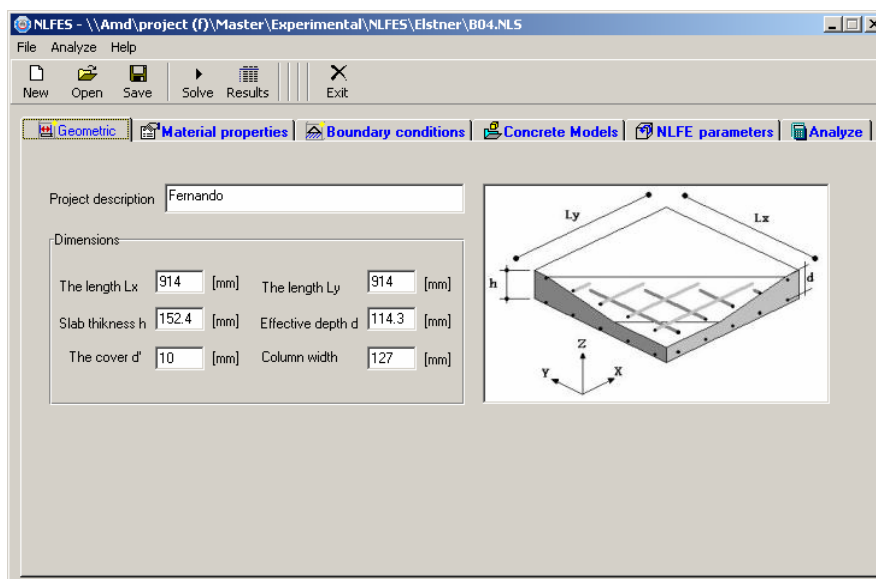 NLFES - \\Amd\project (f)\Master\Experimental\NLFES\Elstner\B04.NLS
File Analyze Help
New Open Save Solve Results Exit
Geometric Material properties Boundary conditions Concrete Models NLFE parameters Analyze
Project description Fernando
Dimensions
The length Lx 914 [mm] The length Ly 914 [mm]
Slab thikness h 152.4 [mm] Effective depth d 114.3 [mm]
The cover d' 10 [mm] Column width 127 [mm]
Ly Lx
h d
Z
Y X